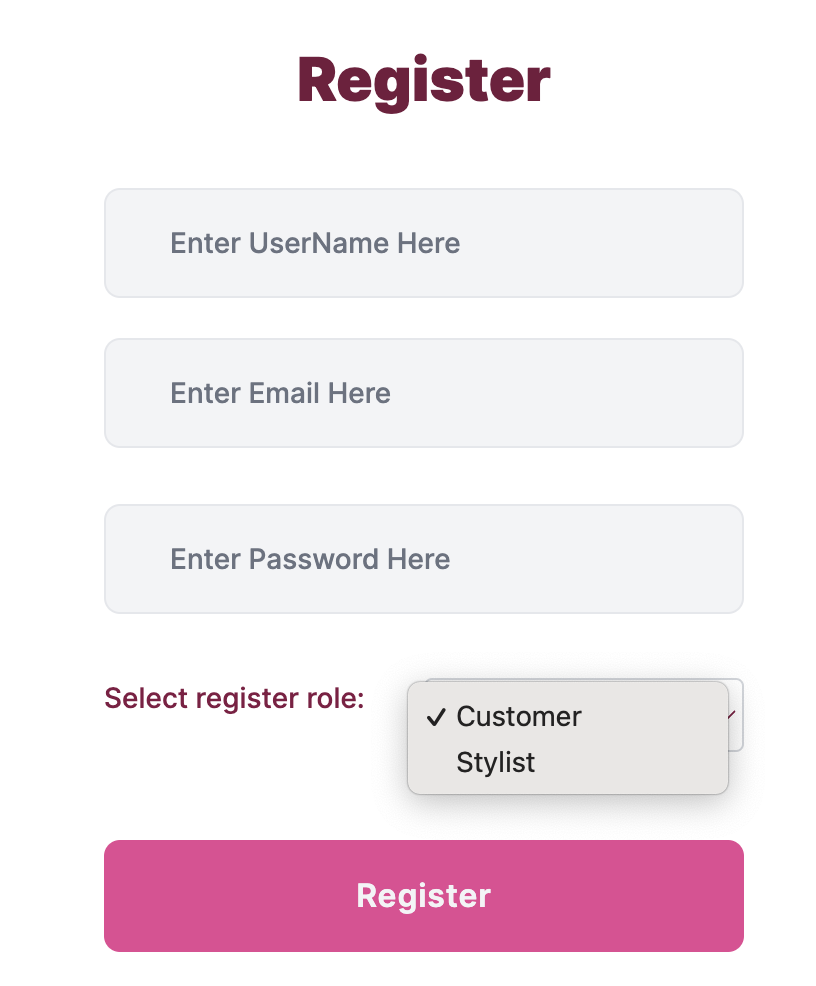 Register
Enter UserName Here
Enter Email Here
Enter Password Here
Select register role:
✓ Customer
Stylist
Register